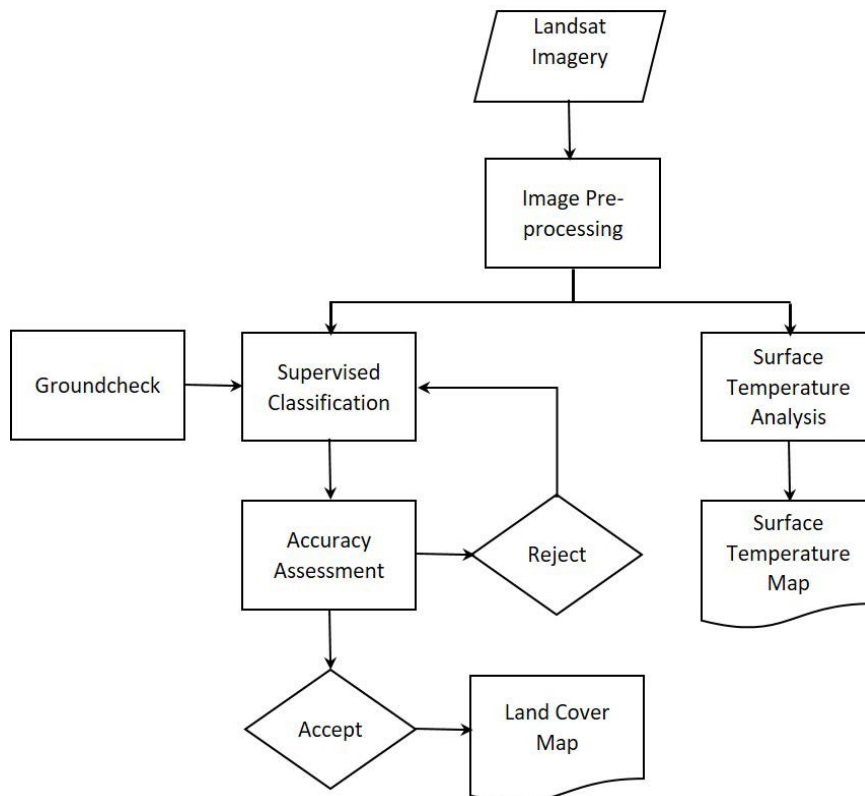 Landsat
Imagery
Image Pre-
processing
Groundcheck
Supervised
Classification
Surface
Temperature
Analysis
Accuracy
Assessment
Reject
Surface
Temperature
Map
Accept
Land Cover
Map